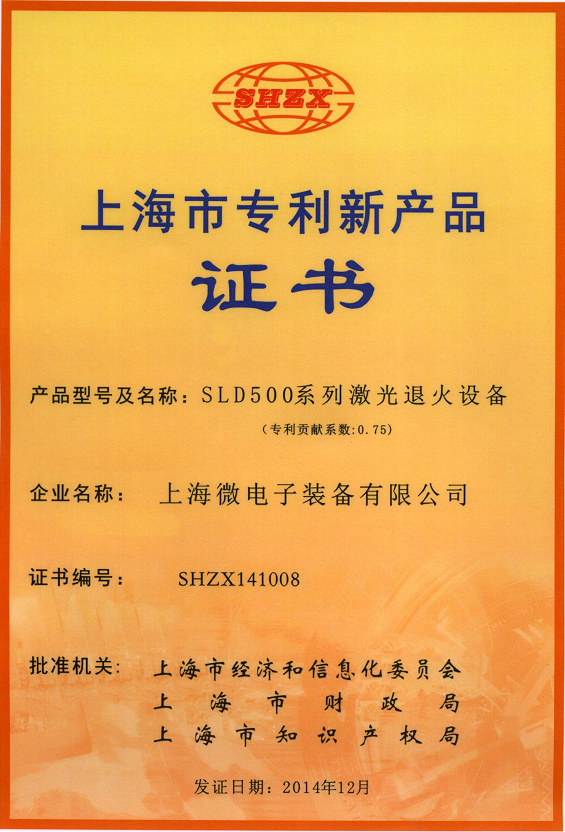 SHZX
上海市专利新产品
证书
产品型号及名称：SLD500系列激光退火设备
（专利贡献系数:0.75）
企业名称： 上海微电子装备有限公司
证书编号： SHZX141008
批准机关: 上海市经济和信息化委员会
上海市财政局
上海市知识产权局
发证日期：2014年12月